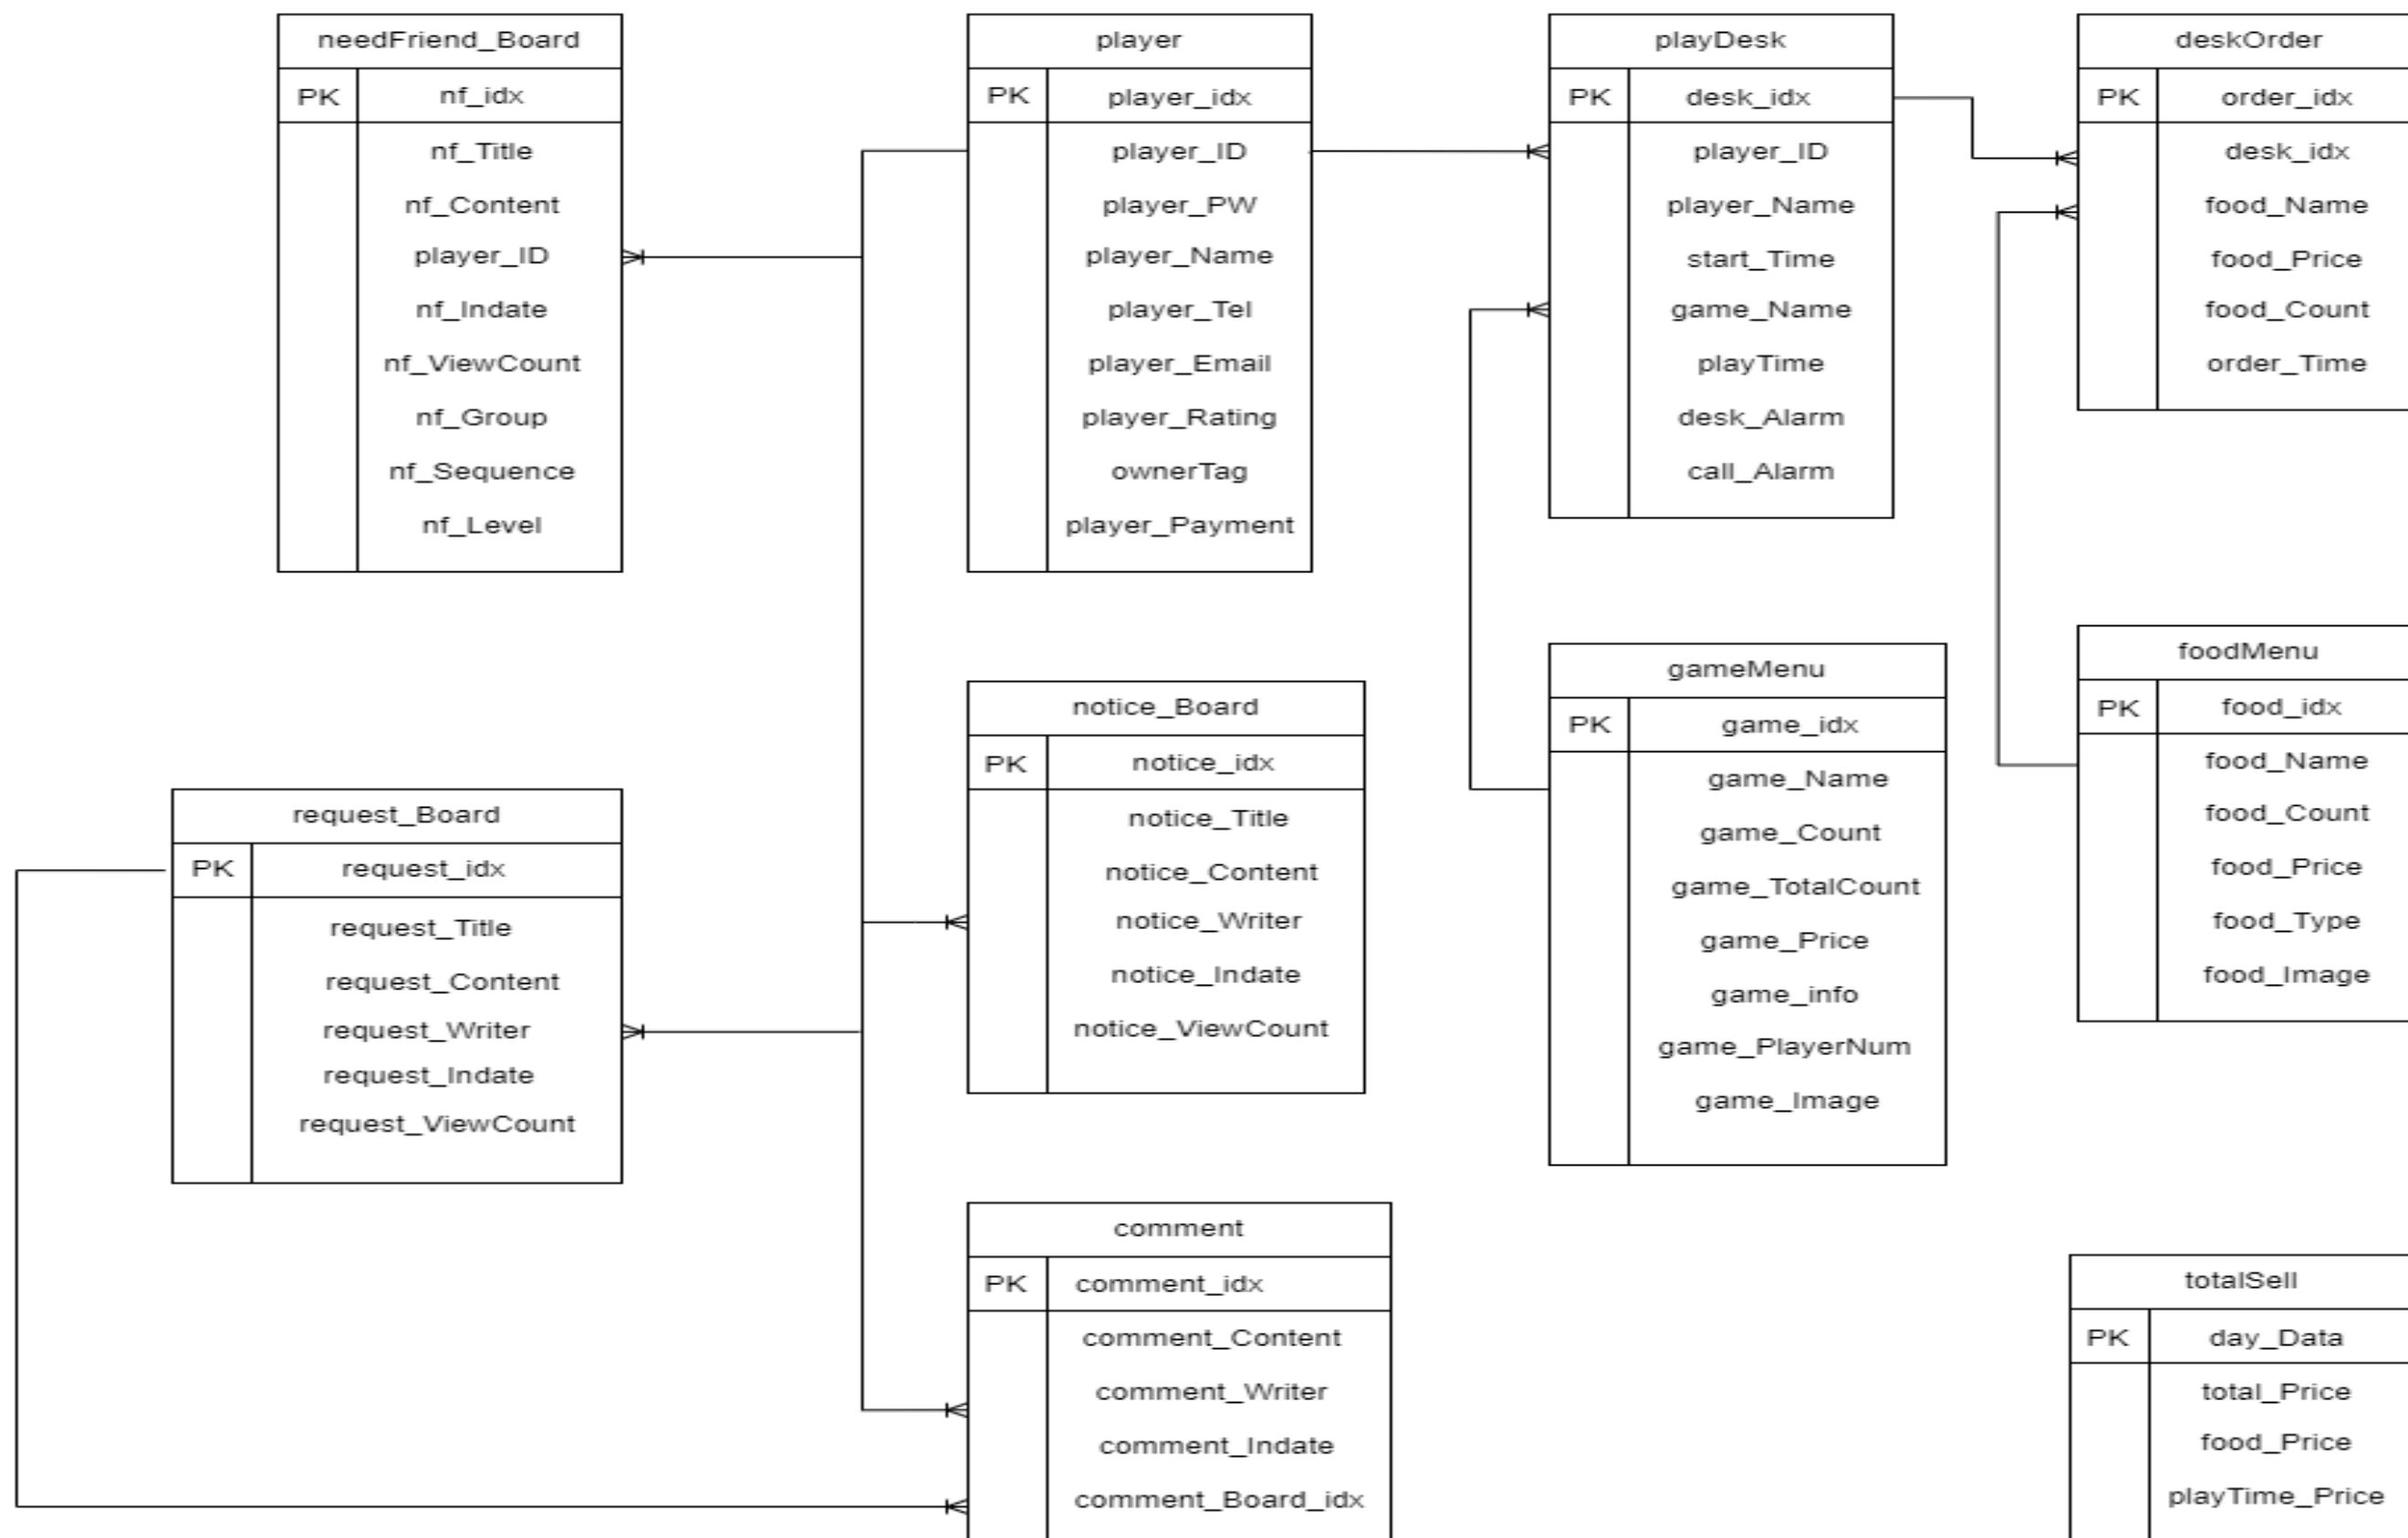 needFriend_Board
PK nf_idx
nf_Title
nf_Content
player_ID
nf_Indate
nf_ViewCount
nf_Group
nf_Sequence
nf_Level
player
PK player_idx
player_ID
player_PW
player_Name
player_Tel
player_Email
player_Rating
ownerTag
player_Payment
playDesk
PK desk_idx
player_ID
player_Name
start_Time
game_Name
playTime
desk_Alarm
call_Alarm
deskOrder
PK order_idx
desk_idx
food_Name
food_Price
food_Count
order_Time
request_Board
PK request_idx
request_Title
request_Content
request_Writer
request_Indate
request_ViewCount
notice_Board
PK notice_idx
notice_Title
notice_Content
notice_Writer
notice_Indate
notice_ViewCount
gameMenu
PK game_idx
game_Name
game_Count
game_TotalCount
game_Price
game_info
game_PlayerNum
game_Image
foodMenu
PK food_idx
food_Name
food_Count
food_Price
food_Type
food_Image
comment
PK comment_idx
comment_Content
comment_Writer
comment_Indate
comment_Board_idx
totalSell
PK day_Data
total_Price
food_Price
playTime_Price